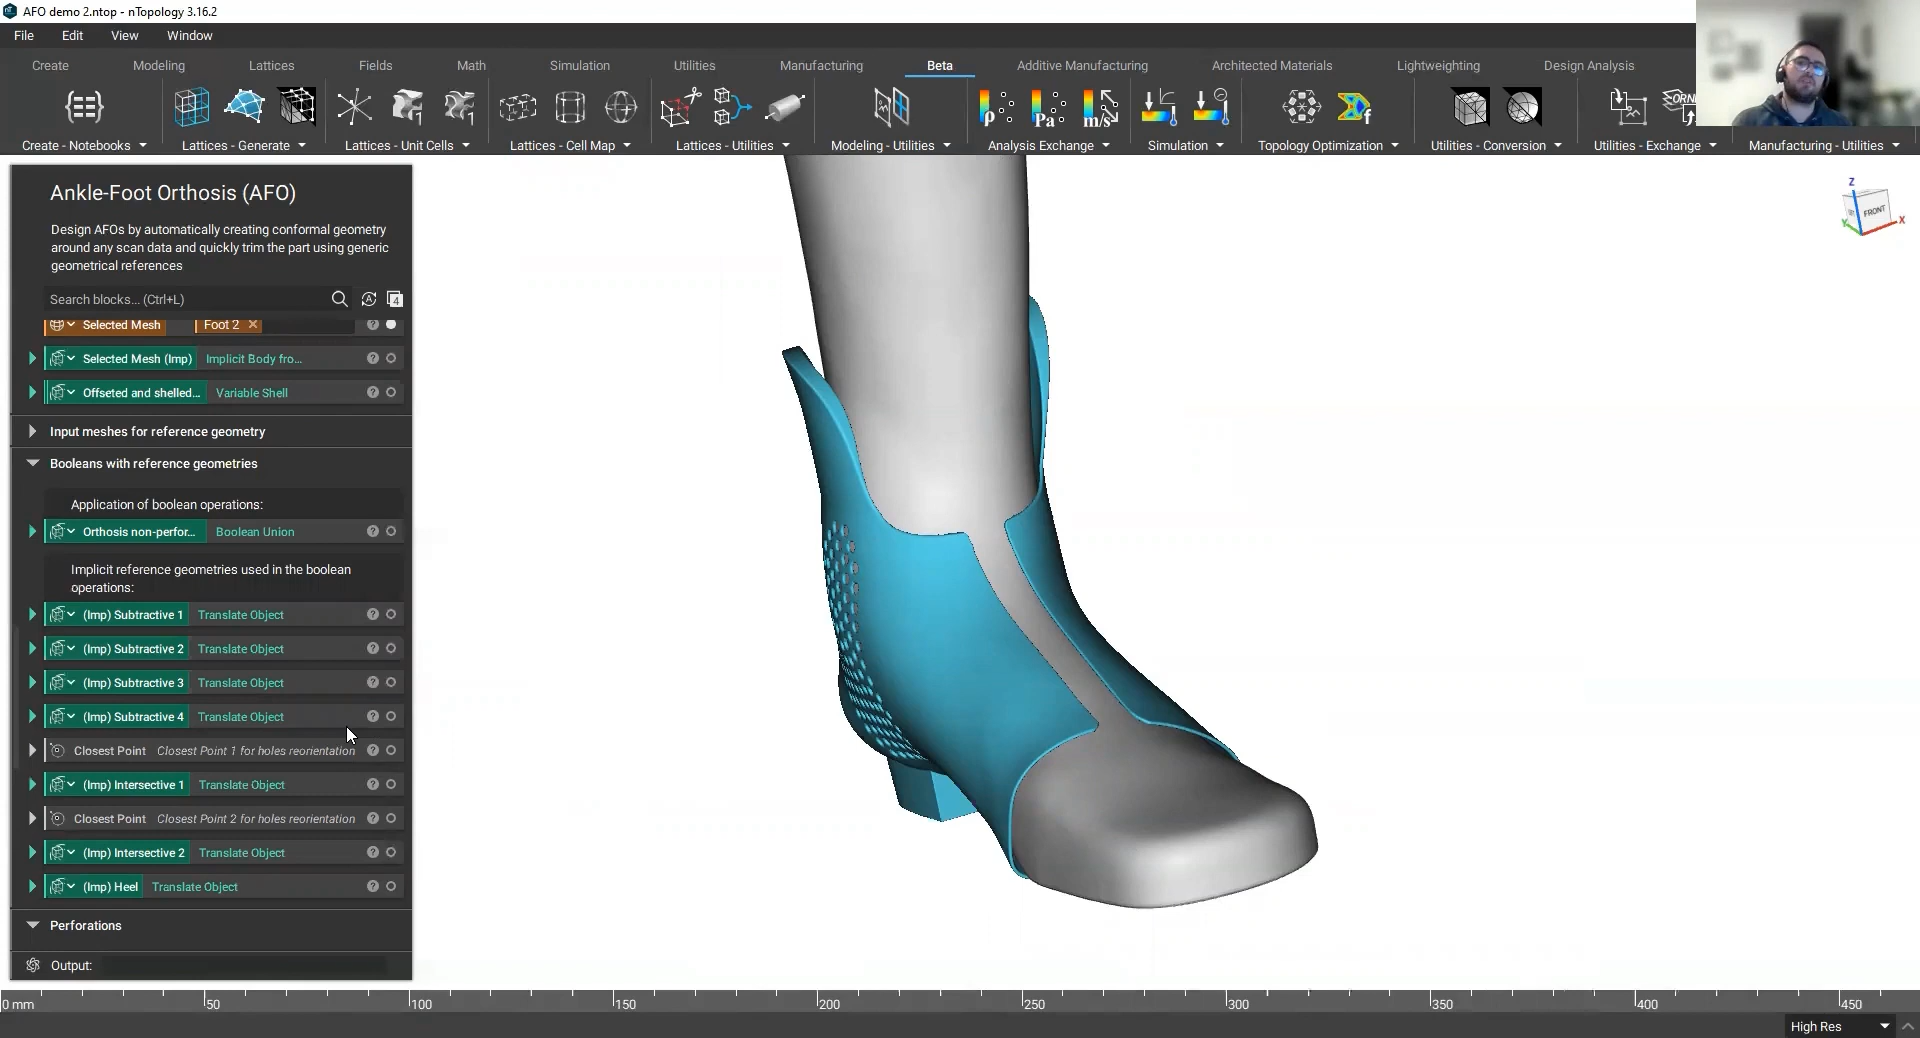 AFO demo 2.ntop - nTopology 3.16.2
File Edit View Window
Create Modeling Lattices Fields Math Simulation Utilities Manufacturing Beta Additive Manufacturing Architected Materials Lightweighting Design Analysis
1 1 ρ Pa m/s f
Create - Notebooks Lattices - Generate Lattices - Unit Cells Lattices - Cell Map Lattices - Utilities Modeling - Utilities Analysis Exchange Simulation Topology Optimization Utilities - Conversion Utilities - Exchange Manufacturing - Utilities
Ankle-Foot Orthosis (AFO)
Design AFOs by automatically creating conformal geometry
around any scan data and quickly trim the part using generic
geometrical references
Search blocks... (Ctrl+L) A 4
Selected Mesh Foot 2 ?
Selected Mesh (Imp) Implicit Body fro... ?
Offseted and shelled... Variable Shell ?
Input meshes for reference geometry
Booleans with reference geometries
Application of boolean operations:
Orthosis non-perfor... Boolean Union ?
Implicit reference geometries used in the boolean
operations:
(Imp) Subtractive 1 Translate Object ?
(Imp) Subtractive 2 Translate Object ?
(Imp) Subtractive 3 Translate Object ?
(Imp) Subtractive 4 Translate Object ?
Closest Point Closest Point 1 for holes reorientation ?
(Imp) Intersective 1 Translate Object ?
Closest Point Closest Point 2 for holes reorientation ?
(Imp) Intersective 2 Translate Object ?
(Imp) Heel Translate Object ?
Perforations
Output:
Z
FRONT
X
Y
0 mm 50 100 150 200 250 300 350 400 450
High Res